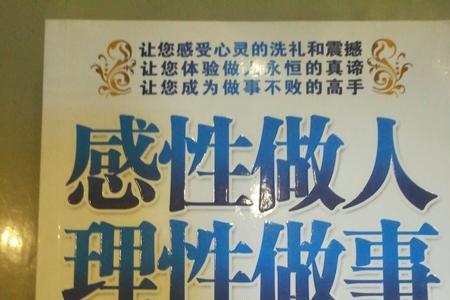 让您感受心灵的洗礼和震撼
让您体验做人永恒的真谛
让您成为做事不败的高手
感性做人
理性做事